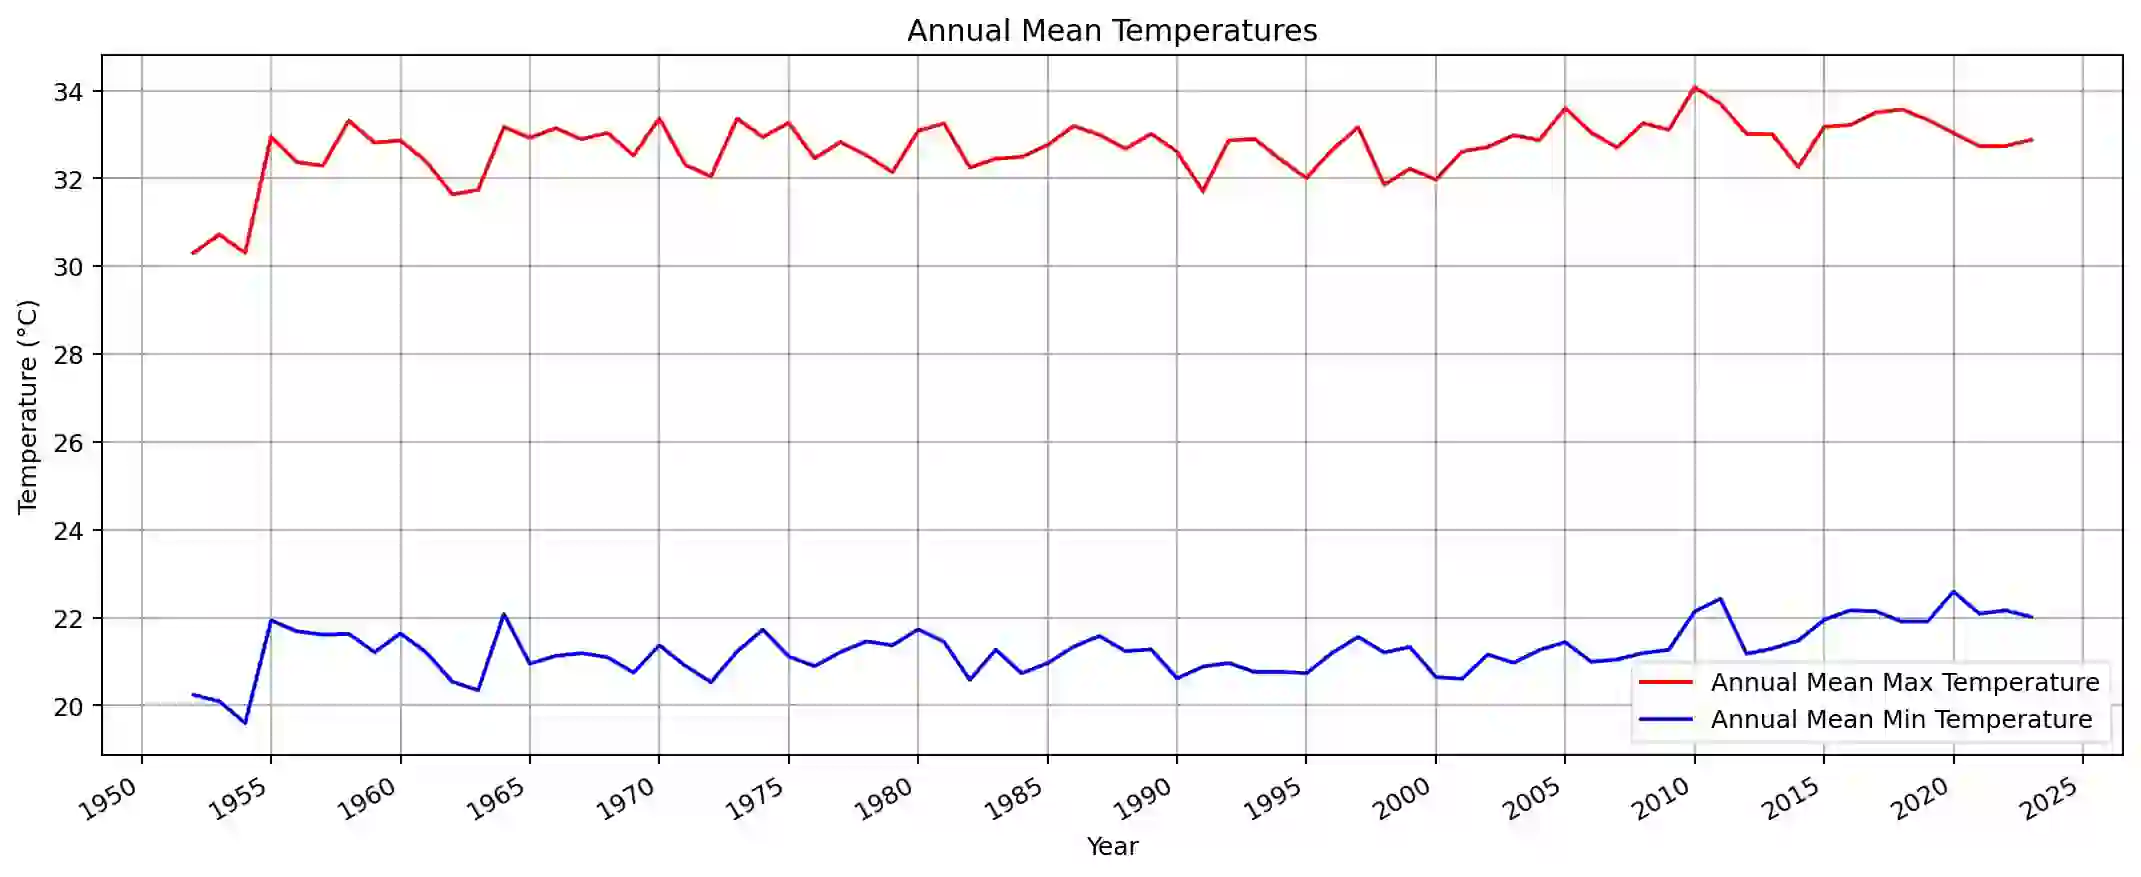 Annual Mean Temperatures
Temperature (°C)
34
32
30
28
26
24
22
20
Annual Mean Max Temperature
Annual Mean Min Temperature
1950 1955 1960 1965 1970 1975 1980 1985 1990 1995 2000 2005 2010 2015 2020 2025
Year